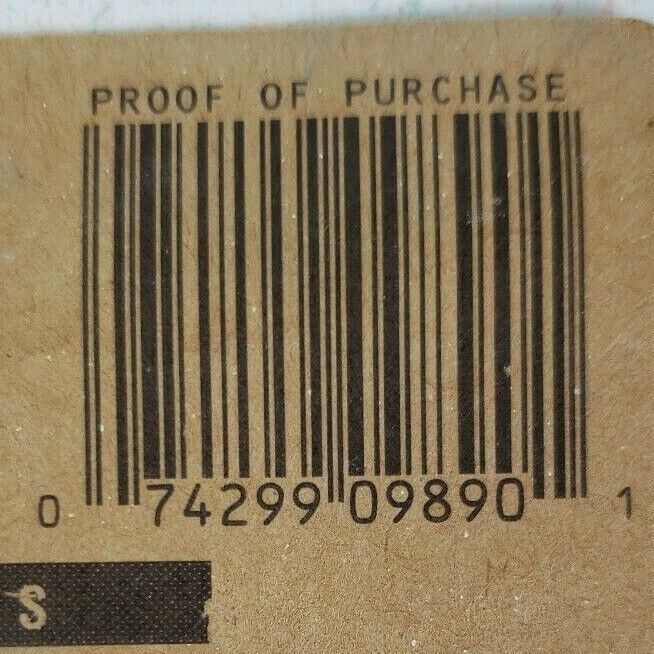 PROOF OF PURCHASE
0 74299 09890 1
S